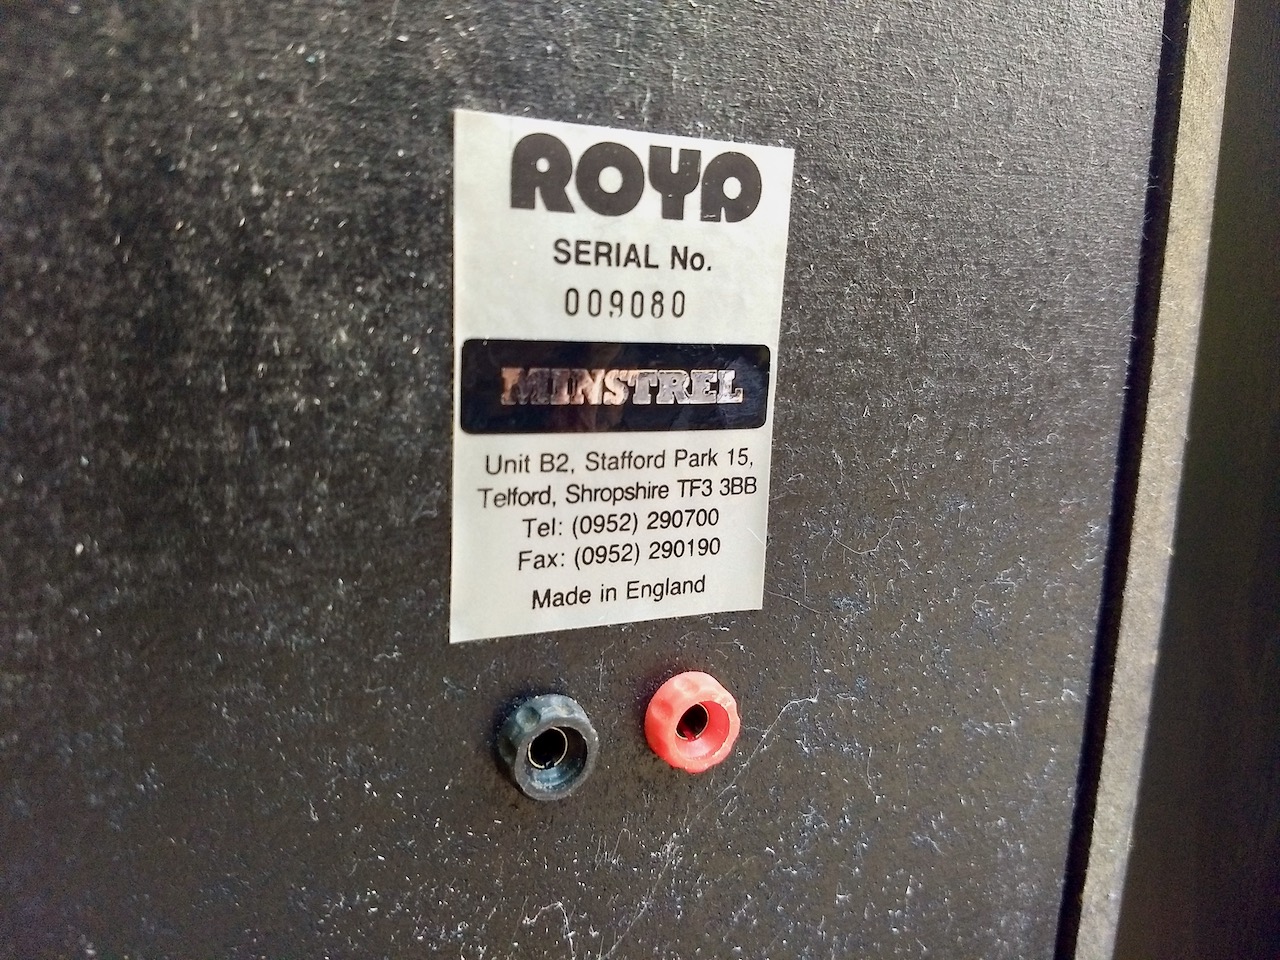 ROYD
SERIAL No.
009080
MINSTREL
Unit B2, Stafford Park 15,
Telford, Shropshire TF3 3BB
Tel: (0952) 290700
Fax: (0952) 290190
Made in England